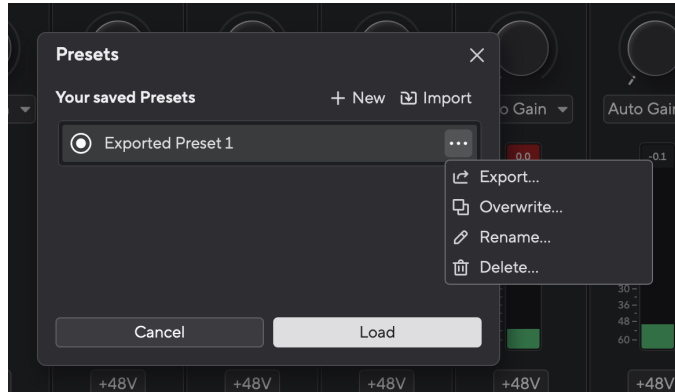 Presets
Your saved Presets
New
Import
Exported Preset 1
Export...
Overwrite...
Rename...
Delete...
Cancel
Load
o Gain
Auto Gai
0.0
-0.1
30
36
48
60
+48V
+48V
+48V
+48V
+48V